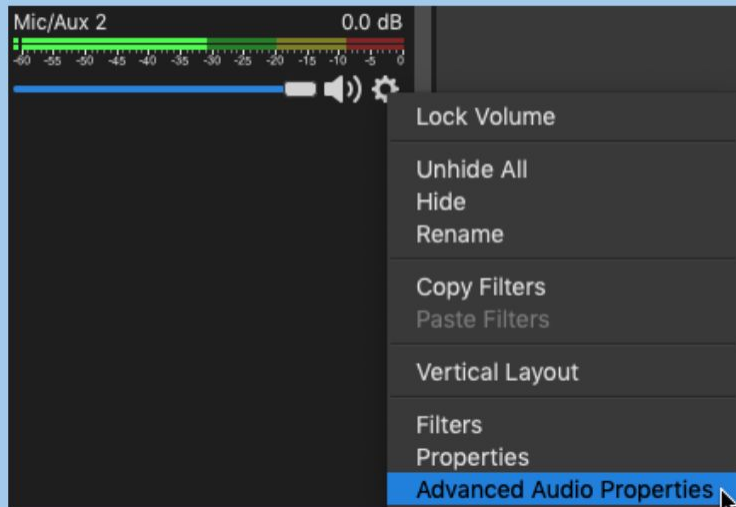 Mic/Aux 2 0.0 dB
-60 -55 -50 -45 -40 -35 -30 -25 -20 -15 -10 -5 0
Lock Volume
Unhide All
Hide
Rename
Copy Filters
Paste Filters
Vertical Layout
Filters
Properties
Advanced Audio Properties